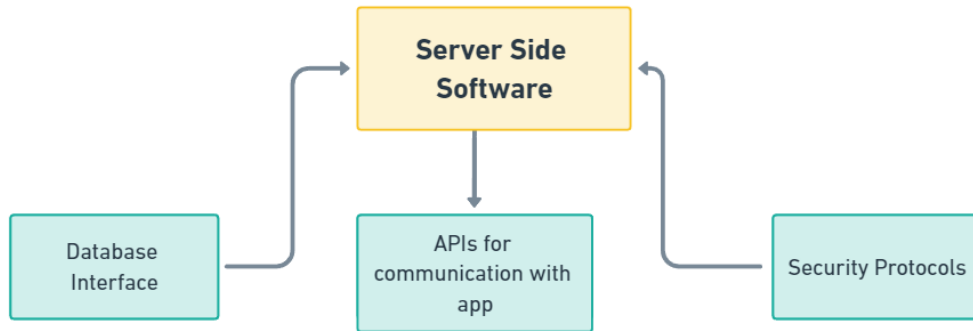 Server Side
Software
Database
Interface
APIs for
communication with
app
Security Protocols